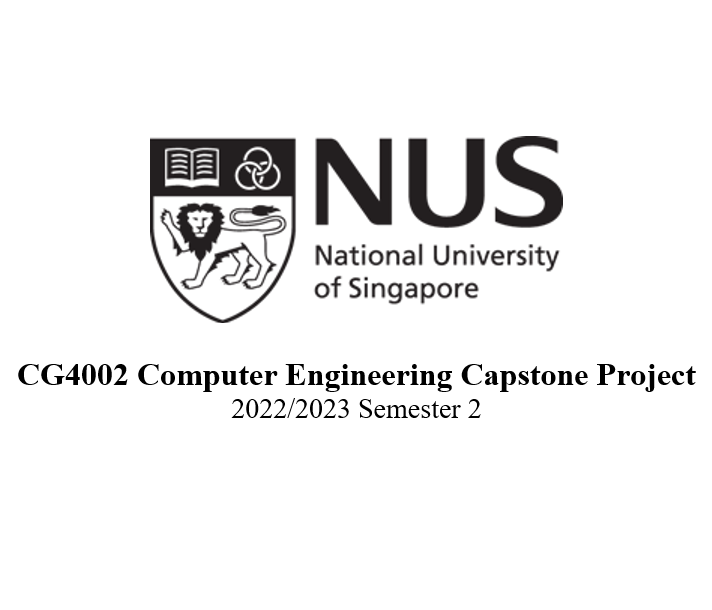 NUS
National University
of Singapore
CG4002 Computer Engineering Capstone Project
2022/2023 Semester 2